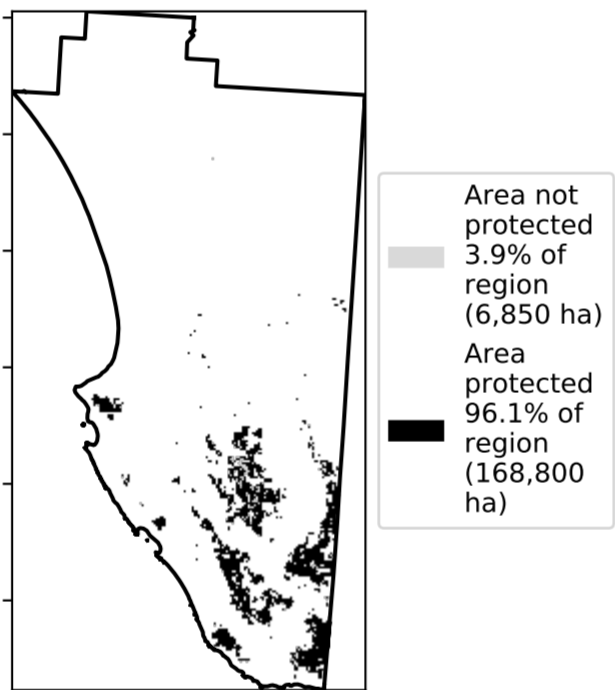 Area not
protected
3.9% of
region
(6,850 ha)
Area
protected
96.1% of
region
(168,800
ha)